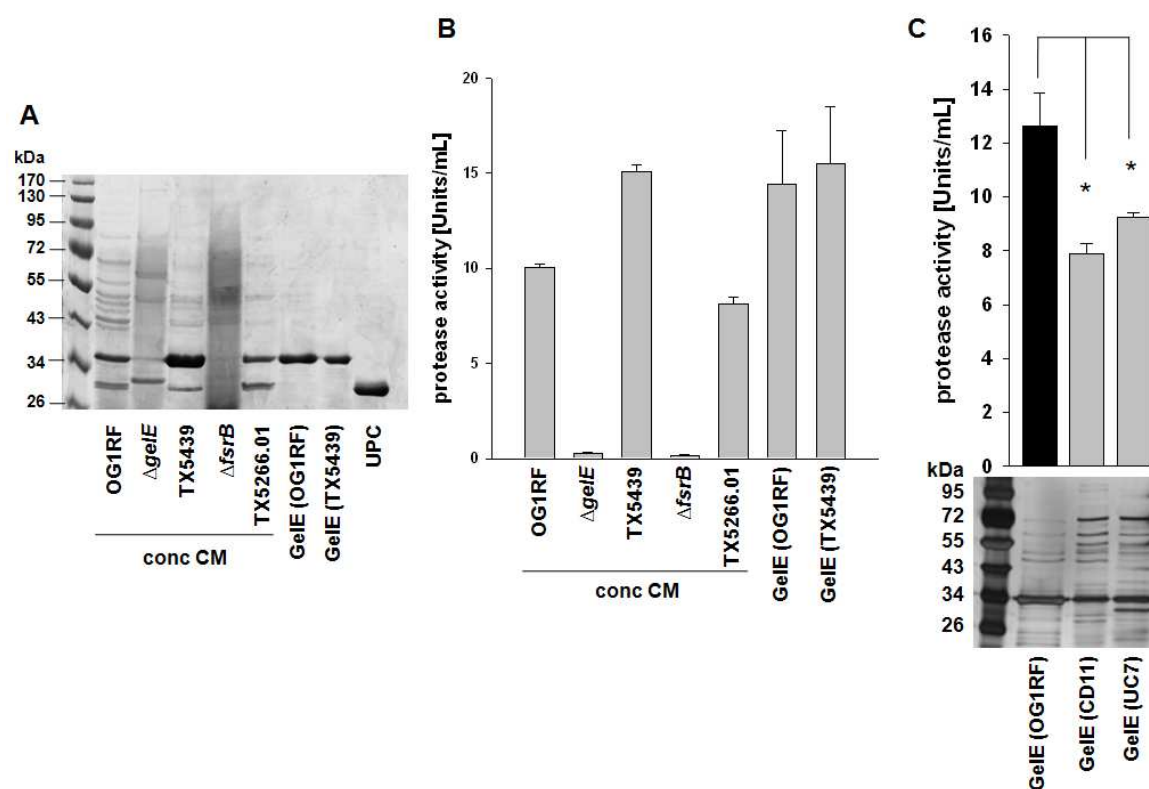 A
kDa
170
130
95
72
55
43
34
26
OG1RF
ΔgelE
TX5439
ΔfsrB
TX5266.01
GelE (OG1RF)
GelE (TX5439)
UPC
conc CM
B
protease activity [Units/mL]
20
15
10
5
0
OG1RF
ΔgelE
TX5439
ΔfsrB
TX5266.01
GelE (OG1RF)
GelE (TX5439)
conc CM
C
protease activity [Units/mL]
16
14
12
10
8
6
4
2
0
*
*
kDa
95
72
55
43
34
26
GelE (OG1RF)
GelE (CD11)
GelE (UC7)